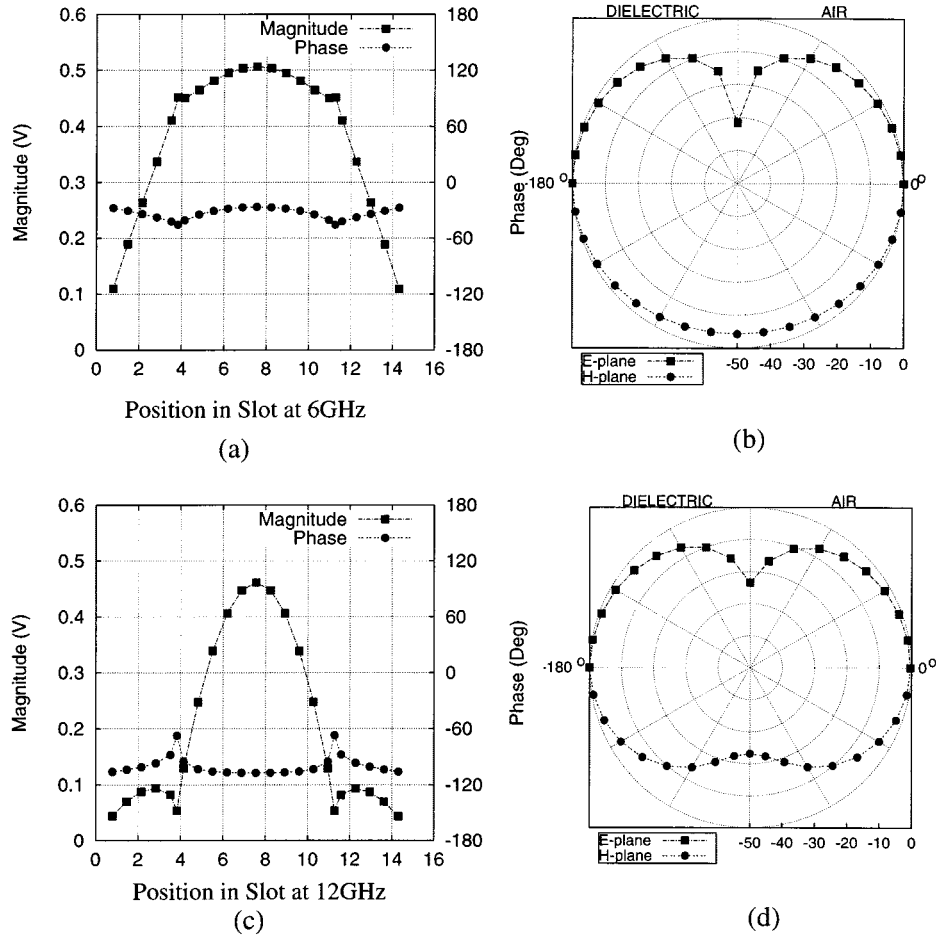 0.6
0.5
0.4
0.3
0.2
0.1
0
Magnitude (V)
Magnitude
Phase
180
120
60
0
-60
-120
-180
Phase (Deg)
0 2 4 6 8 10 12 14 16
Position in Slot at 6GHz
(a)
DIELECTRIC AIR
-180 o
0o
E-plane
H-plane
-50 -40 -30 -20 -10 0
(b)
0.6
0.5
0.4
0.3
0.2
0.1
0
Magnitude (V)
Magnitude
Phase
180
120
60
0
-60
-120
-180
Phase (Deg)
0 2 4 6 8 10 12 14 16
Position in Slot at 12GHz
(c)
DIELECTRIC AIR
-180 o
0o
E-plane
H-plane
-50 -40 -30 -20 -10 0
(d)